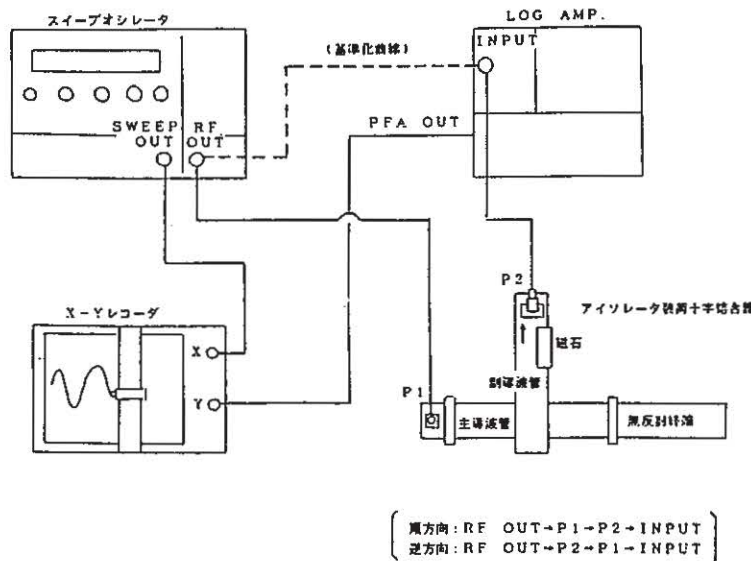 スイープオシレータ
LOG AMP.
INPUT
(基準化曲線)
SWEEP RF
OUT OUT
PFA OUT
P2
アイソレータ装荷十字結合器
磁石
X-Yレコーダ
X
副導波管
P1
Y
主導波管
無反射終端
順方向:RF OUT→P1→P2→INPUT
逆方向:RF OUT→P2→P1→INPUT